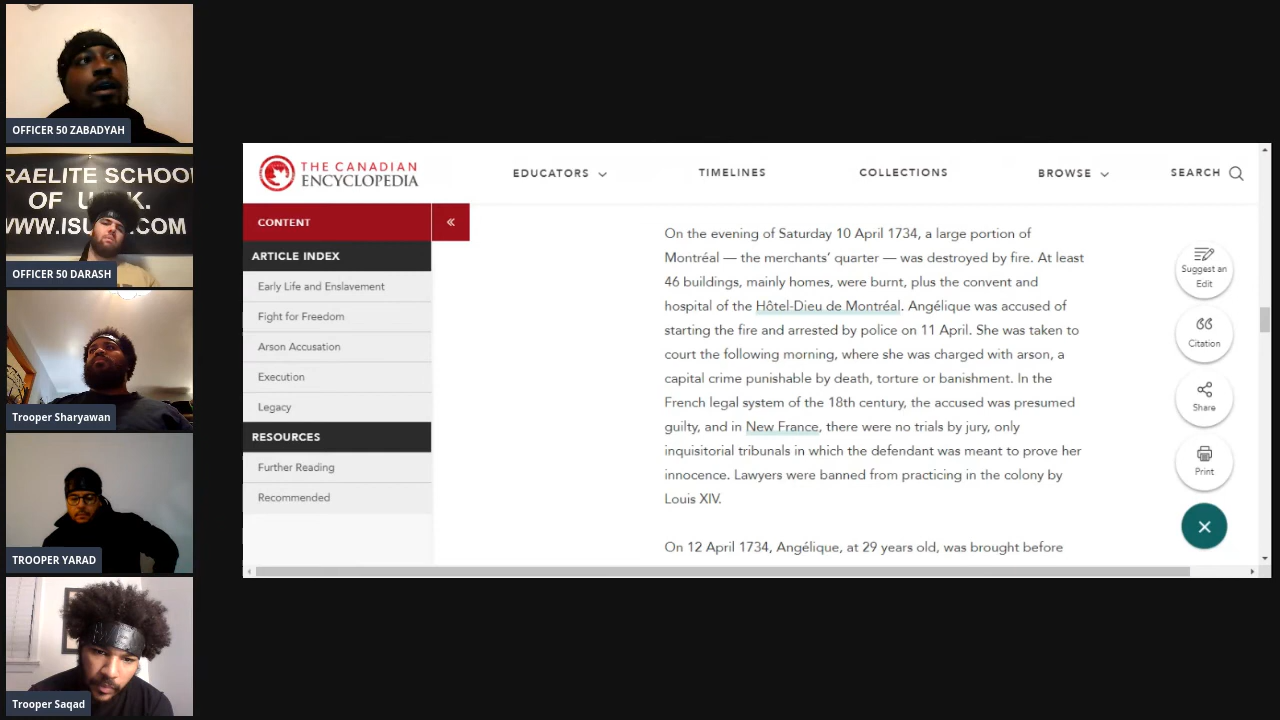 OFFICER 50 ZABADYAH
RAELITE SCHOO
OF U.
K.
WWW.ISU
.COM
OFFICER 50 DARASH
Trooper Sharyawan
TROOPER YARAD
Trooper Saqad
THE CANADIAN
ENCYCLOPEDIA
EDUCATORS
TIMELINES
COLLECTIONS
BROWSE
SEARCH
CONTENT
«
ARTICLE INDEX
Early Life and Enslavement
Fight for Freedom
Arson Accusation
Execution
Legacy
RESOURCES
Further Reading
Recommended
On the evening of Saturday 10 April 1734, a large portion of
Montréal — the merchants’ quarter — was destroyed by fire. At least
46 buildings, mainly homes, were burnt, plus the convent and
hospital of the Hôtel-Dieu de Montréal. Angélique was accused of
starting the fire and arrested by police on 11 April. She was taken to
court the following morning, where she was charged with arson, a
capital crime punishable by death, torture or banishment. In the
French legal system of the 18th century, the accused was presumed
guilty, and in New France, there were no trials by jury, only
inquisitorial tribunals in which the defendant was meant to prove her
innocence. Lawyers were banned from practicing in the colony by
Louis XIV.
On 12 April 1734, Angélique, at 29 years old, was brought before
Suggest an
Edit
Citation
Share
Print